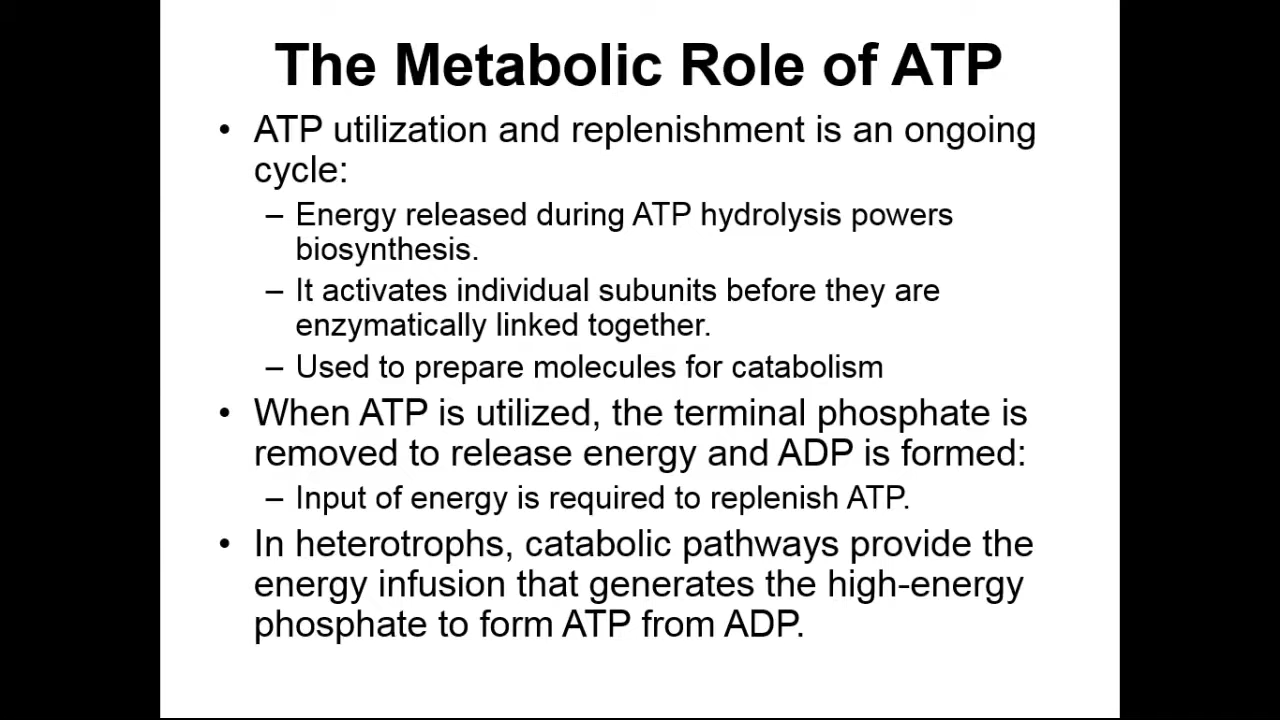 The Metabolic Role of ATP
• ATP utilization and replenishment is an ongoing
cycle:
– Energy released during ATP hydrolysis powers
biosynthesis.
– It activates individual subunits before they are
enzymatically linked together.
– Used to prepare molecules for catabolism
• When ATP is utilized, the terminal phosphate is
removed to release energy and ADP is formed:
– Input of energy is required to replenish ATP.
• In heterotrophs, catabolic pathways provide the
energy infusion that generates the high-energy
phosphate to form ATP from ADP.